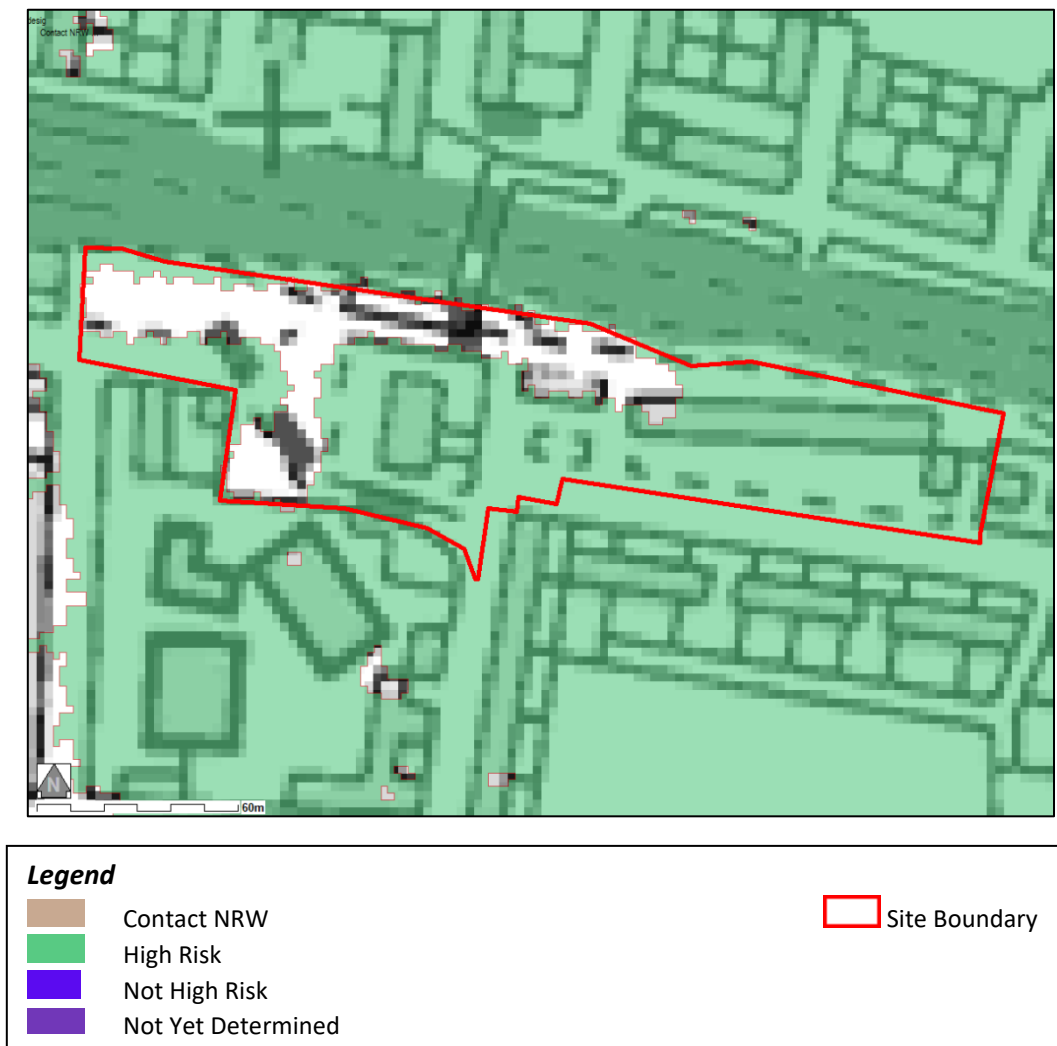 desig
Contact NRW
N
60m
Legend
Contact NRW
High Risk
Not High Risk
Not Yet Determined
Site Boundary